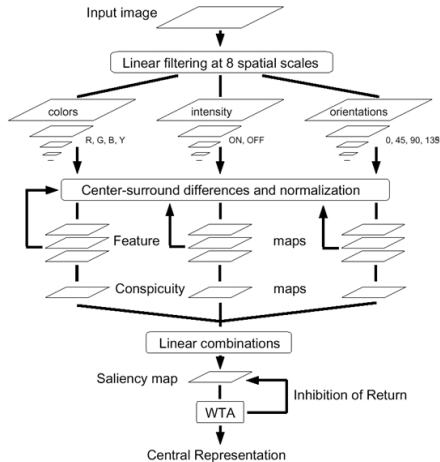 Input image
Linear filtering at 8 spatial scales
colors
intensity
orientations
R, G, B, Y
ON, OFF
0, 45, 90, 135
Center-surround differences and normalization
Feature maps
Conspicuity maps
Linear combinations
Saliency map
Inhibition of Return
WTA
Central Representation